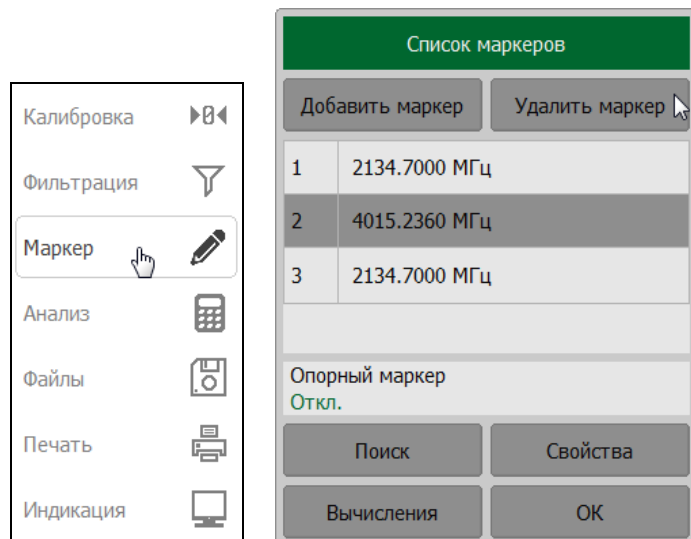 Калибровка
Фильтрация
Маркер
Анализ
Файлы
Печать
Индикация
Список маркеров
Добавить маркер
Удалить маркер
1 2134.7000 МГц
2 4015.2360 МГц
3 2134.7000 МГц
Опорный маркер
Откл.
Поиск
Свойства
Вычисления
ОК